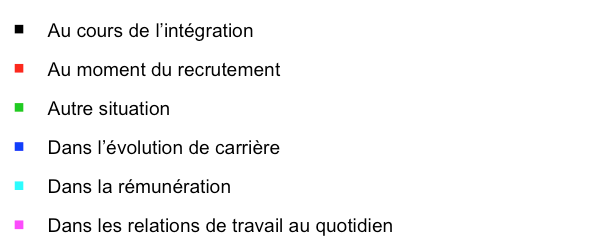 Au cours de l’intégration
Au moment du recrutement
Autre situation
Dans l’évolution de carrière
Dans la rémunération
Dans les relations de travail au quotidien